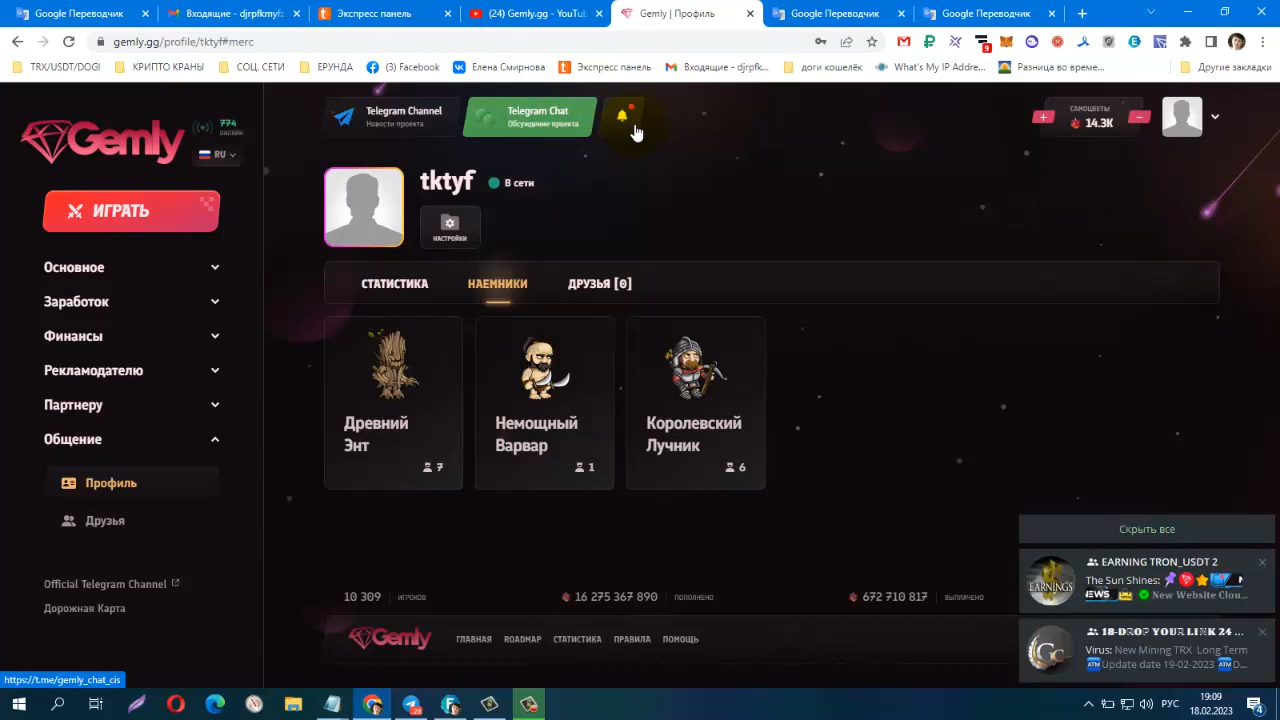 Google Переводчик
Входящие - djrpfkmyf
Экспресс панель
(24) Gemly.gg - YouTub
Gemly | Профиль
Google Переводчик
Google Переводчик
gemly.gg/profile/tktyf#merc
9
TRX/USDT/DOGI
КРИПТО КРАНЫ
СОЦ. СЕТИ
ЕРУНДА
(3) Facebook
Елена Смирнова
Экспресс панель
Входящие - djrpfk...
доги кошелёк
What's My IP Addre...
Разница во време...
Другие закладки
Gemly
774
ОНЛАЙН
RU
Telegram Channel
Новости проекта
Telegram Chat
Обсуждение проекта
САМОЦВЕТЫ
14.3K
ИГРАТЬ
Основное
Заработок
Финансы
Рекламодателю
Партнеру
Общение
Профиль
Друзья
Official Telegram Channel
Дорожная Карта
tktyf
В сети
НАСТРОЙКИ
СТАТИСТИКА
НАЕМНИКИ
ДРУЗЬЯ [0]
Древний
Энт
7
Немощный
Варвар
1
Королевский
Лучник
6
10 309 ИГРОКОВ
16 275 367 890 ПОПОЛНЕНО
672 710 817 ВЫПЛАЧЕНО
Gemly
ГЛАВНАЯ
ROADMAP
СТАТИСТИКА
ПРАВИЛА
ПОМОЩЬ
Скрыть все
EARNINGS
EARNING TRON_USDT 2
The Sun Shines:
New Website Clou...
18-DROP YOUR LINK 24 ...
Virus: New Mining TRX Long Term
Update date 19-02-2023
https://t.me/gemly_chat_cis
РУС
19:09
18.02.2023